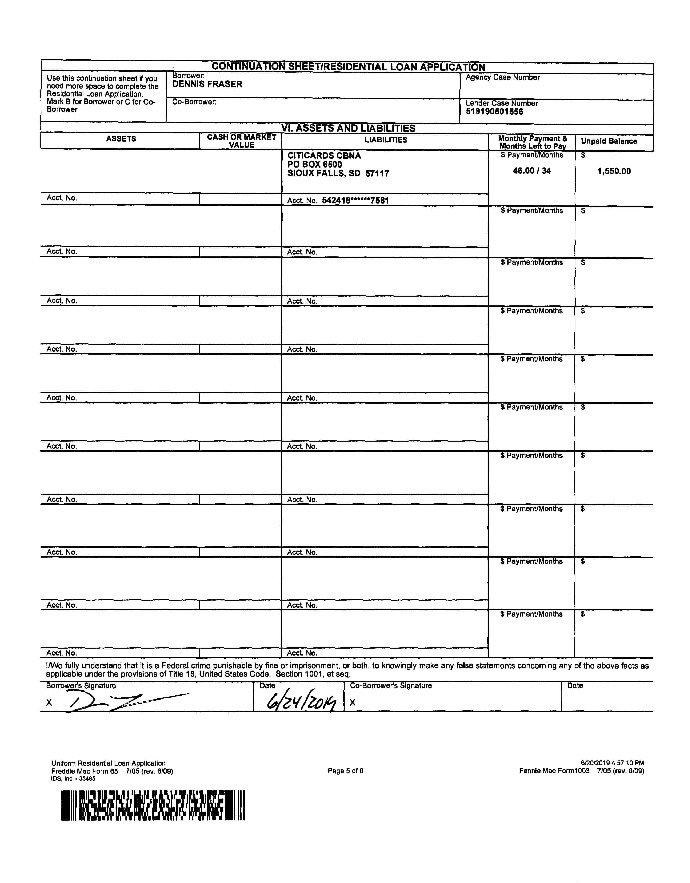 CONTINUATION SHEET/RESIDENTIAL LOAN APPLICATION
Use this continuation sheet if you
need more space to complete the
Residential Loan Application.
Mark B for Borrower or C for Co-
Borrower
Borrower:
DENNIS FRASER
Agency Case Number
Co-Borrower:
Lender Case Number
VI. ASSETS AND LIABILITIES
ASSETS
CASH OR MARKET
VALUE
LIABILITIES
Monthly Payment &
Months Left to Pay
Unpaid Balance
CITICARDS CBNA
PO BOX 6500
SIOUX FALLS, SD 57117
$ Payment/Months
$
46.00 / 34
1,550.00
Acct. No.
Acct. No. 542418******7581
$ Payment/Months
$
Acct. No.
Acct. No.
$ Payment/Months
$
Acct. No.
Acct. No.
$ Payment/Months
$
Acct. No.
Acct. No.
$ Payment/Months
$
Acct. No.
Acct. No.
$ Payment/Months
$
Acct. No.
Acct. No.
$ Payment/Months
$
Acct. No.
Acct. No.
$ Payment/Months
$
Acct. No.
Acct. No.
$ Payment/Months
$
Acct. No.
Acct. No.
$ Payment/Months
$
Acct. No.
Acct. No.
I/We fully understand that it is a Federal crime punishable by fine or imprisonment, or both, to knowingly make any false statements concerning any of the above facts as
applicable under the provisions of Title 18, United States Code, Section 1001, et seq.
Borrower's Signature
Date
Co-Borrower's Signature
Date
X
6/24/2019
X
Uniform Residential Loan Application
Freddie Mac Form 65 7/05 (rev. 6/09)
IDS, Inc -
Page 5 of 6
6/20/2019 4:57:10 PM
Fannie Mae Form 1003 7/05 (rev. 6/09)